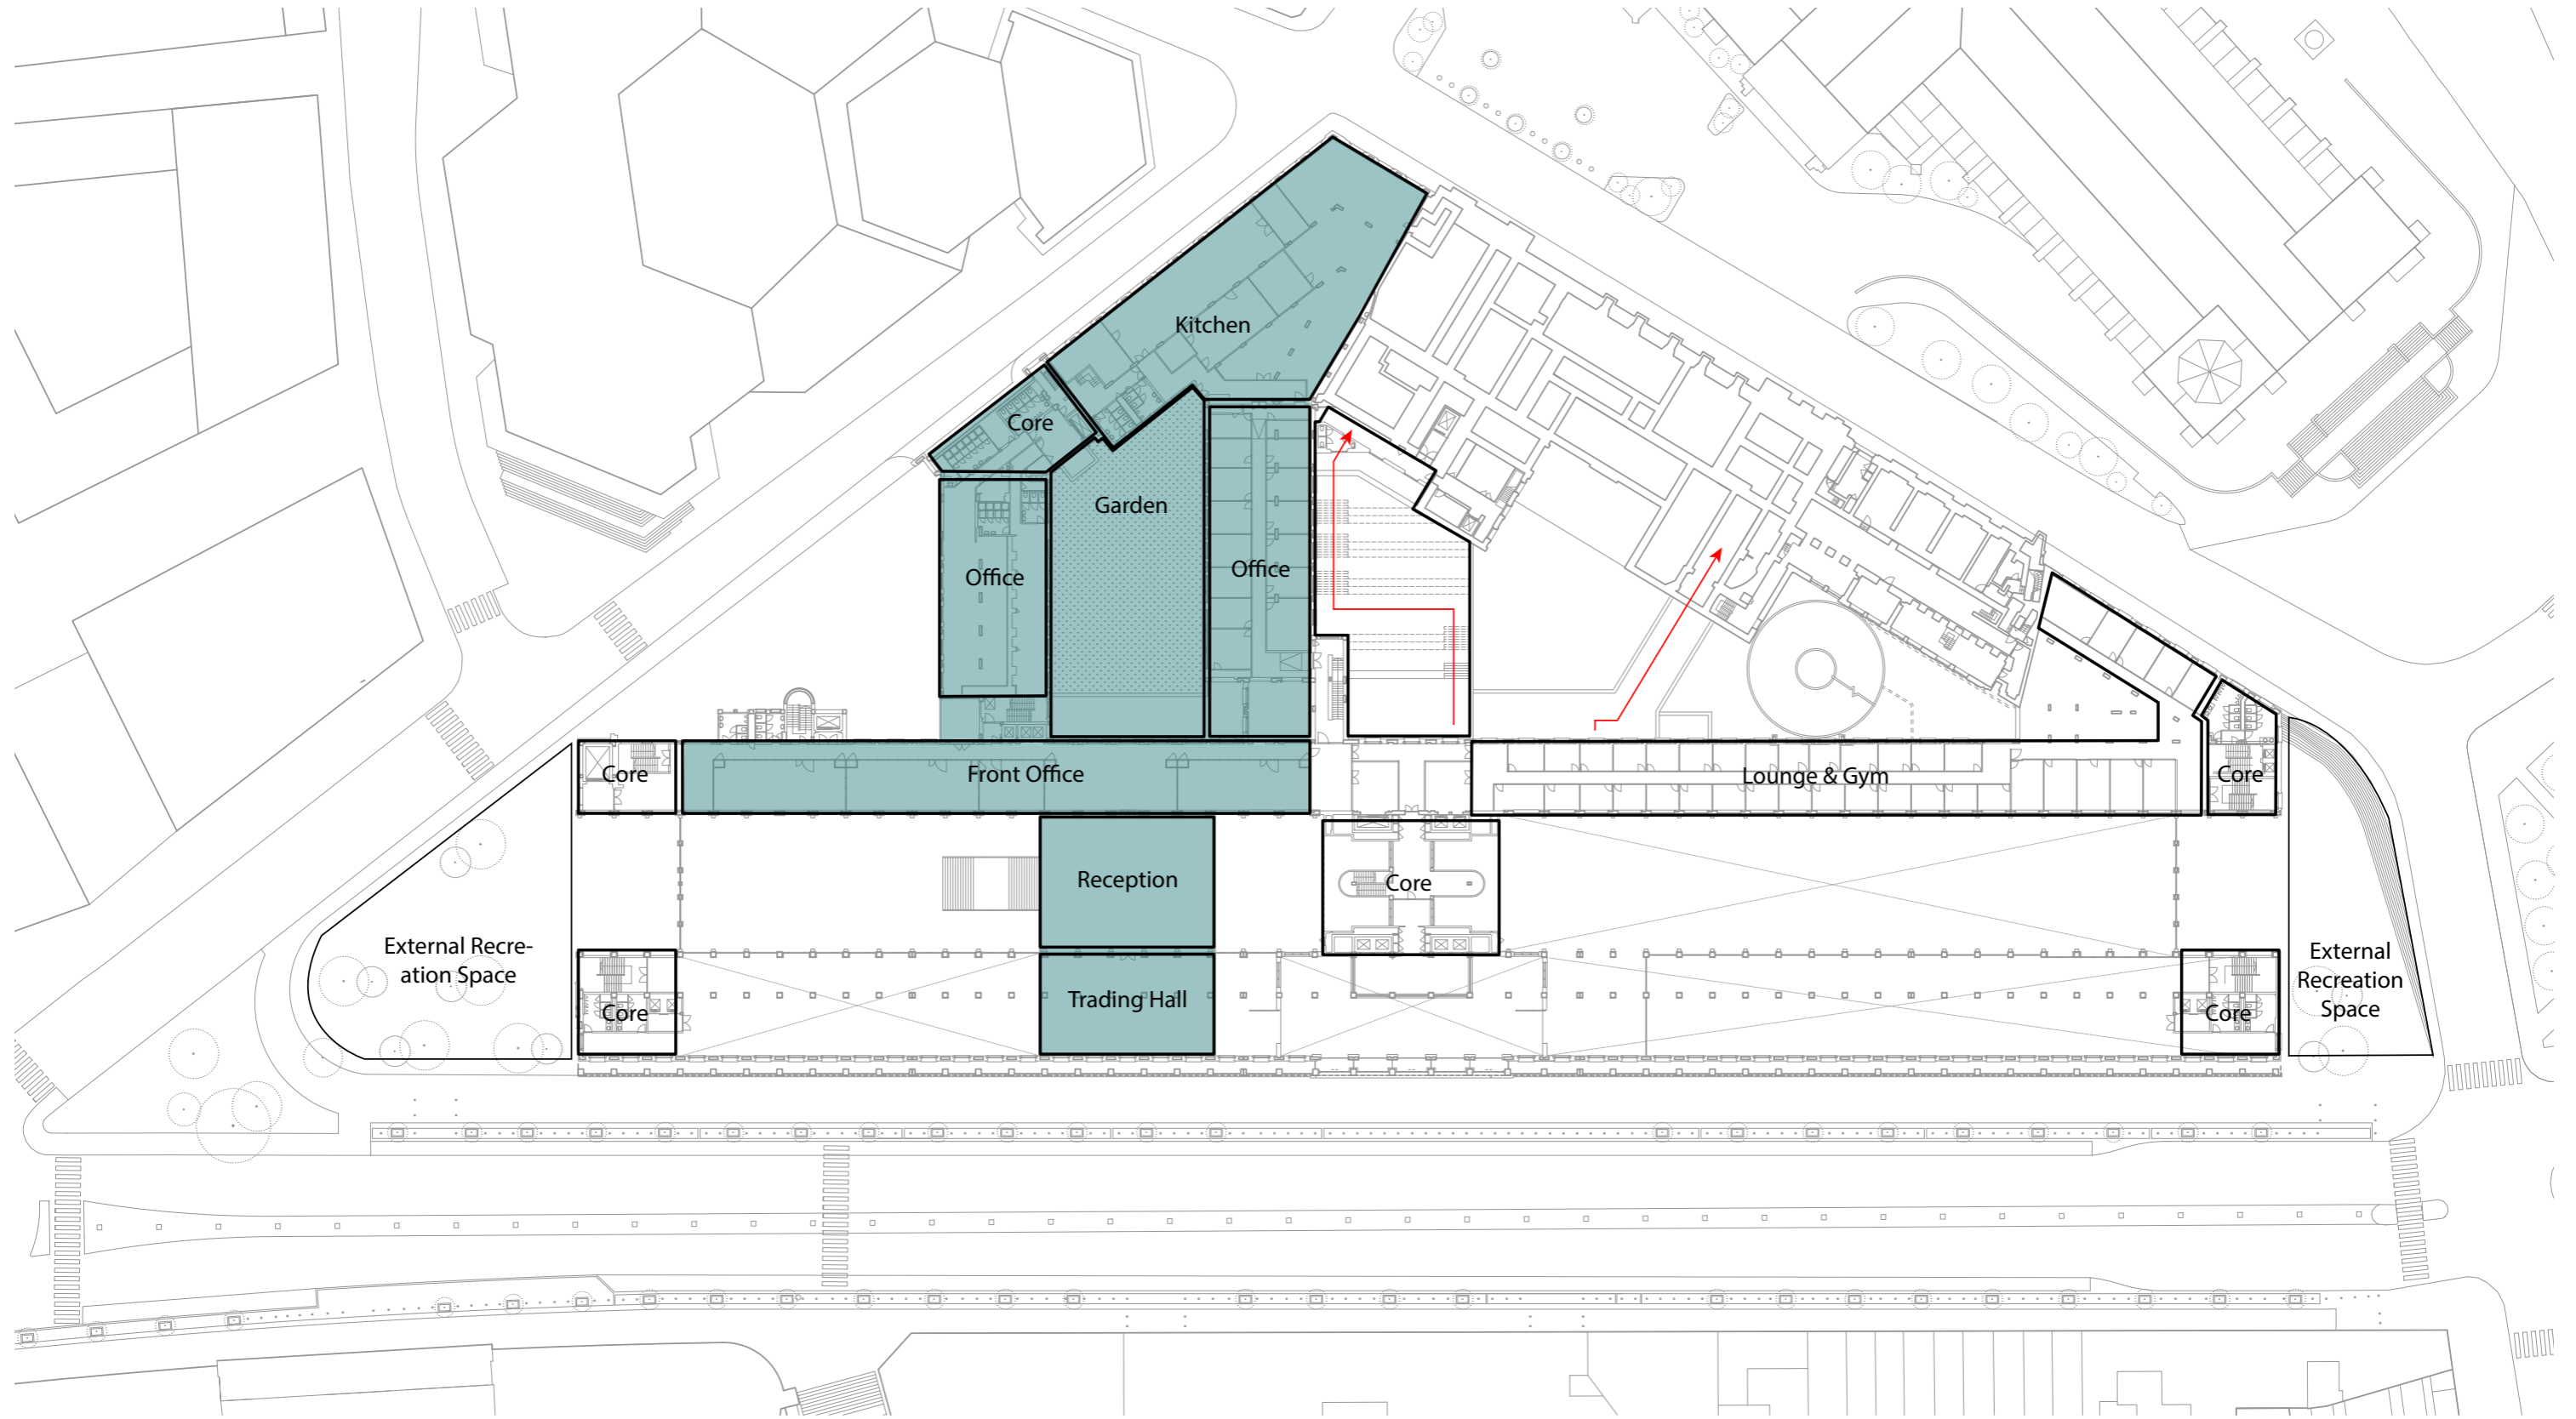 Kitchen
Core
Garden
Office
Office
Core
Front Office
Lounge & Gym
Core
Reception
Core
External Recre-
ation Space
External
Recreation
Space
Trading Hall
Core
Core